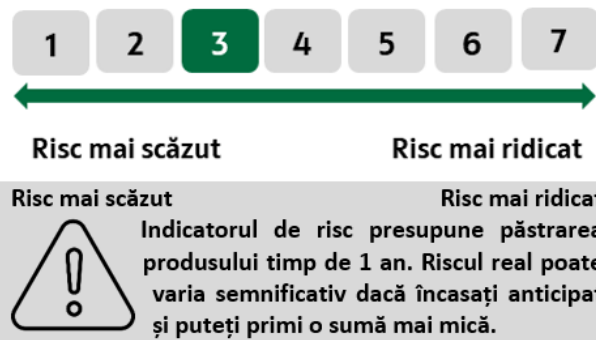 1 2 3 4 5 6 7
Risc mai scăzut Risc mai ridicat
Risc mai scăzut Risc mai ridicat
Indicatorul de risc presupune păstrarea
produsului timp de 1 an. Riscul real poate
varia semnificativ dacă încasați anticipat
și puteți primi o sumă mai mică.